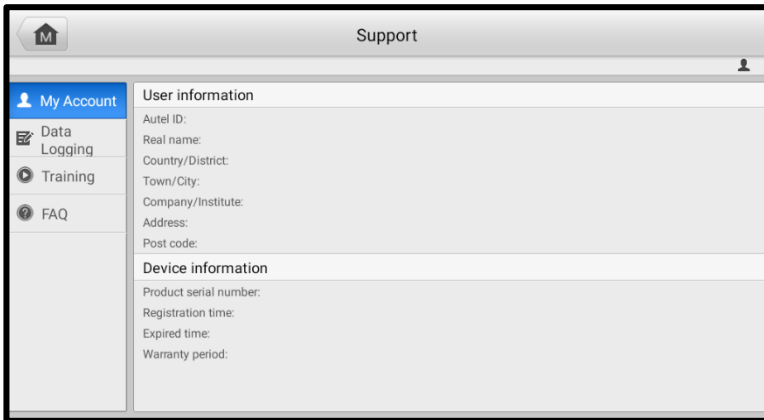 M
Support
My Account
Data
Logging
Training
FAQ
User information
Autel ID:
Real name:
Country/District:
Town/City:
Company/Institute:
Address:
Post code:
Device information
Product serial number:
Registration time:
Expired time:
Warranty period: